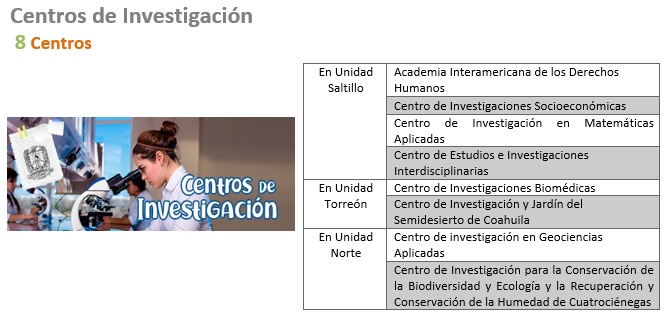 Centros de Investigación
8 Centros
CENTROS DE
INVESTIGACIÓN
En Unidad
Saltillo
Academia Interamericana de los Derechos
Humanos
Centro de Investigaciones Socioeconómicas
Centro de Investigación en Matemáticas
Aplicadas
Centro de Estudios e Investigaciones
Interdisciplinarias
En Unidad
Torreón
Centro de Investigaciones Biomédicas
Centro de Investigación y Jardín del
Semidesierto de Coahuila
En Unidad
Norte
Centro de investigación en Geociencias
Aplicadas
Centro de Investigación para la Conservación de
la Biodiversidad y Ecología y la Recuperación y
Conservación de la Humedad de Cuatrociénegas